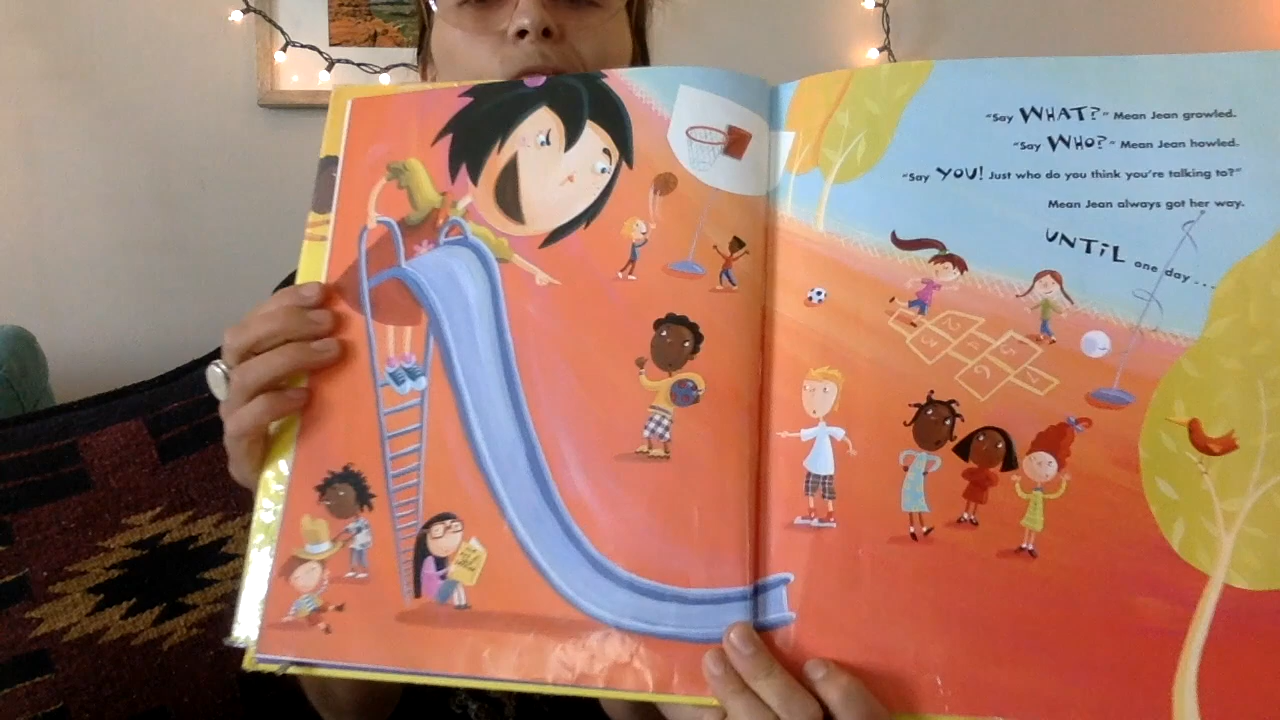 "Say WHAT?" Mean Jean growled.
"Say WHO?" Mean Jean howled.
"Say YOU! Just who do you think you're talking to?"
Mean Jean always got her way.
UNTIL one day...